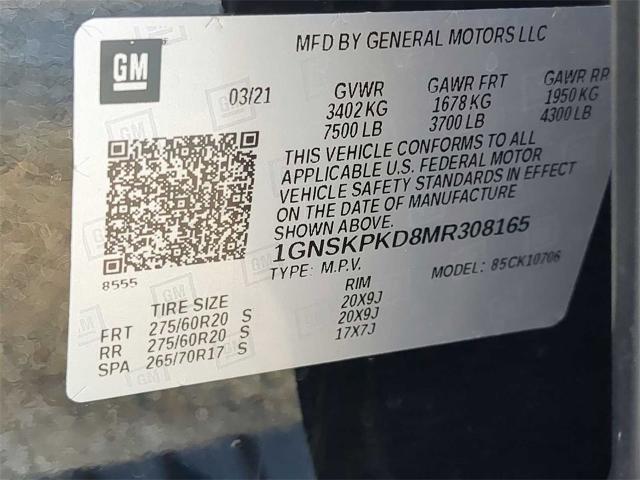 GM
MFD BY GENERAL MOTORS LLC
03/21
GVWR GAWR FRT GAWR RR
3402 KG 1678 KG 1950 KG
7500 LB 3700 LB 4300 LB
THIS VEHICLE CONFORMS TO ALL
APPLICABLE U.S. FEDERAL MOTOR
VEHICLE SAFETY STANDARDS IN EFFECT
ON THE DATE OF MANUFACTURE
SHOWN ABOVE.
1GNSKPKD8MR308165
8555
TYPE: M.P.V. MODEL: 85CK10706
TIRE SIZE RIM
FRT 275/60R20 S 20X9J
RR 275/60R20 S 20X9J
SPA 265/70R17 S 17X7J